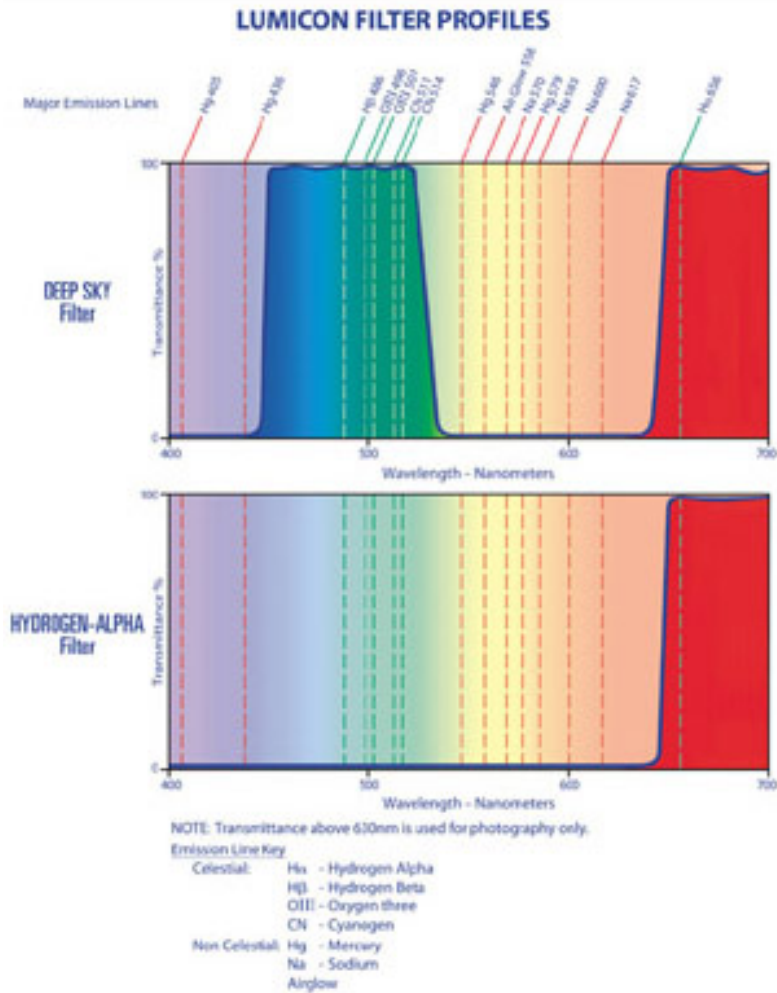 LUMICON FILTER PROFILES
Major Emission Lines
Hg 405
Hg 436
Hβ 486
OIII 496
OIII 501
CN 511
CN 514
Hg 546
Air Glow 558
Na 570
Hg 579
Na 583
Na 600
Na 617
Hα 656
DEEP SKY
Filter
Transmittance %
100
0
400
500
600
700
Wavelength - Nanometers
HYDROGEN-ALPHA
Filter
Transmittance %
100
0
400
500
600
700
Wavelength - Nanometers
NOTE: Transmittance above 630nm is used for photography only.
Emission Line Key
Celestial: Hα - Hydrogen Alpha
Hβ - Hydrogen Beta
OIII - Oxygen three
CN - Cyanogen
Non Celestial: Hg - Mercury
Na - Sodium
Airglow